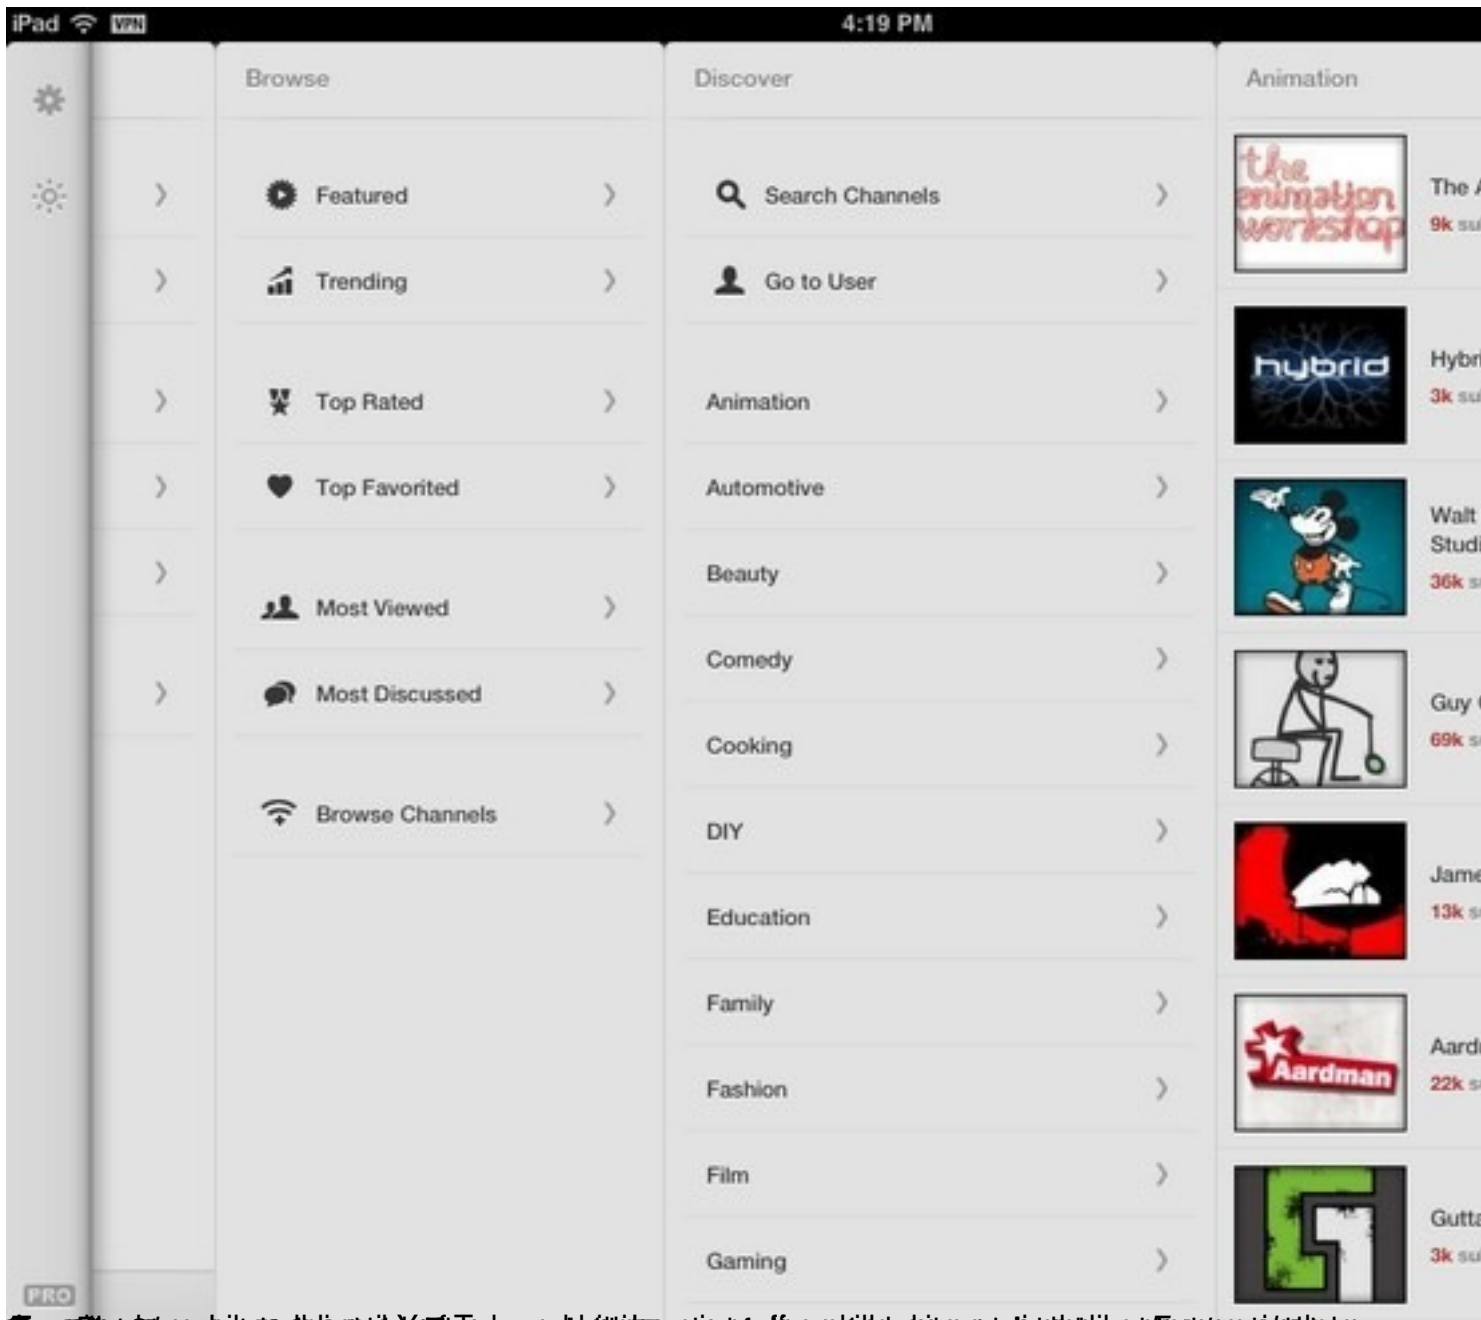 iPad VPN 4:19 PM
Browse
Featured
Trending
Top Rated
Top Favorited
Most Viewed
Most Discussed
Browse Channels
PRO
Discover
Search Channels
Go to User
Animation
Automotive
Beauty
Comedy
Cooking
DIY
Education
Family
Fashion
Film
Gaming
Animation
the animation workshop
The
9k
hybrid
3k
Walt
36k
Guy
69k
13k
Aardman
22k
3k